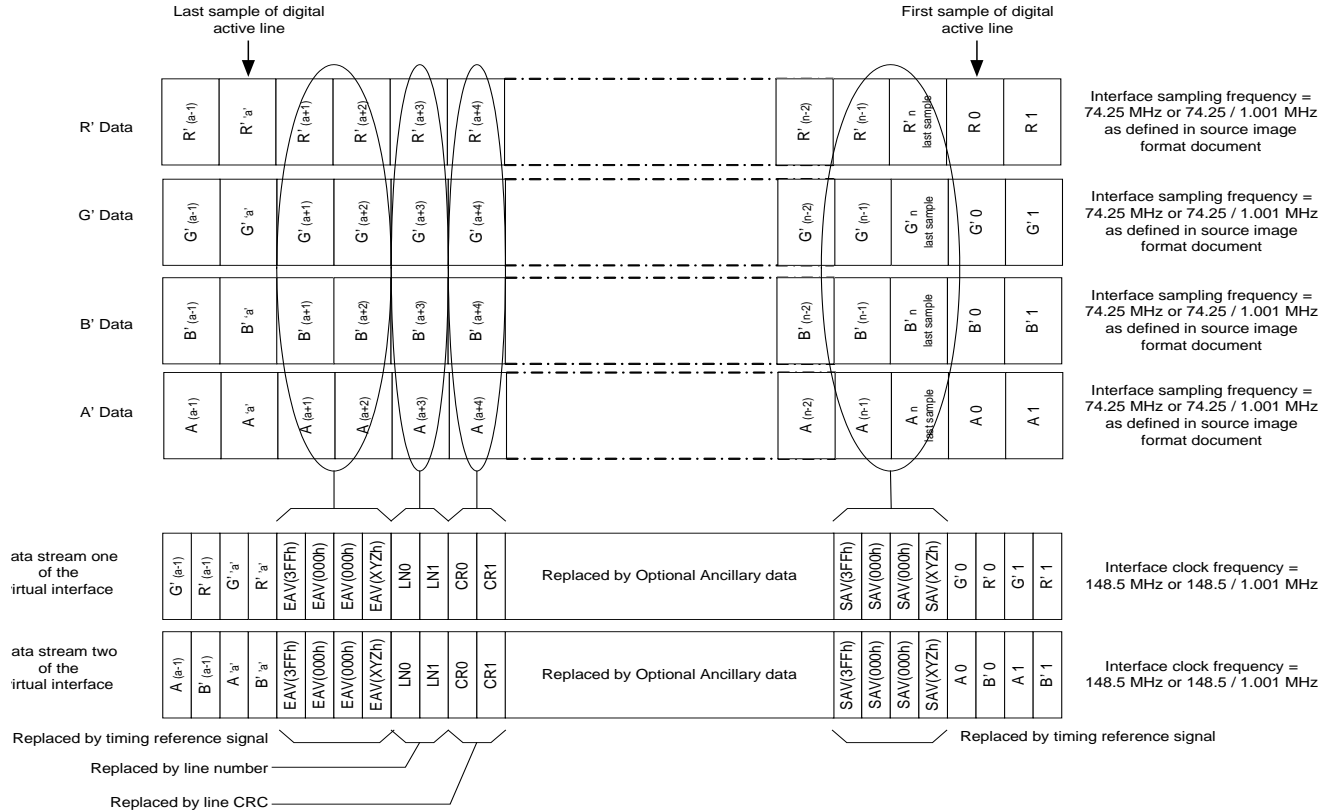 Last sample of digital
active line
First sample of digital
active line
R' Data
R' (a-1)
R' 'a'
R' (a+1)
R' (a+2)
R' (a+3)
R' (a+4)
R' (n-2)
R' (n-1)
R' n
last sample
R 0
R 1
Interface sampling frequency =
74.25 MHz or 74.25 / 1.001 MHz
as defined in source image
format document
G' Data
G' (a-1)
G' 'a'
G' (a+1)
G' (a+2)
G' (a+3)
G' (a+4)
G' (n-2)
G' (n-1)
G' n
last sample
G' 0
G' 1
Interface sampling frequency =
74.25 MHz or 74.25 / 1.001 MHz
as defined in source image
format document
B' Data
B' (a-1)
B' 'a'
B' (a+1)
B' (a+2)
B' (a+3)
B' (a+4)
B' (n-2)
B' (n-1)
B' n
last sample
B' 0
B' 1
Interface sampling frequency =
74.25 MHz or 74.25 / 1.001 MHz
as defined in source image
format document
A' Data
A (a-1)
A 'a'
A (a+1)
A (a+2)
A (a+3)
A (a+4)
A (n-2)
A (n-1)
A n
last sample
A 0
A 1
Interface sampling frequency =
74.25 MHz or 74.25 / 1.001 MHz
as defined in source image
format document
ata stream one
of the
irtual interface
G' (a-1)
R' (a-1)
G' 'a'
R' 'a'
EAV(3FFh)
EAV(000h)
EAV(000h)
EAV(XYZh)
LN0
LN1
CR0
CR1
Replaced by Optional Ancillary data
SAV(3FFh)
SAV(000h)
SAV(000h)
SAV(XYZh)
G' 0
R' 0
G' 1
R' 1
Interface clock frequency =
148.5 MHz or 148.5 / 1.001 MHz
ata stream two
of the
irtual interface
A (a-1)
B' (a-1)
A 'a'
B' 'a'
EAV(3FFh)
EAV(000h)
EAV(000h)
EAV(XYZh)
LN0
LN1
CR0
CR1
Replaced by Optional Ancillary data
SAV(3FFh)
SAV(000h)
SAV(000h)
SAV(XYZh)
A 0
B' 0
A 1
B' 1
Interface clock frequency =
148.5 MHz or 148.5 / 1.001 MHz
Replaced by timing reference signal
Replaced by timing reference signal
Replaced by line number
Replaced by line CRC